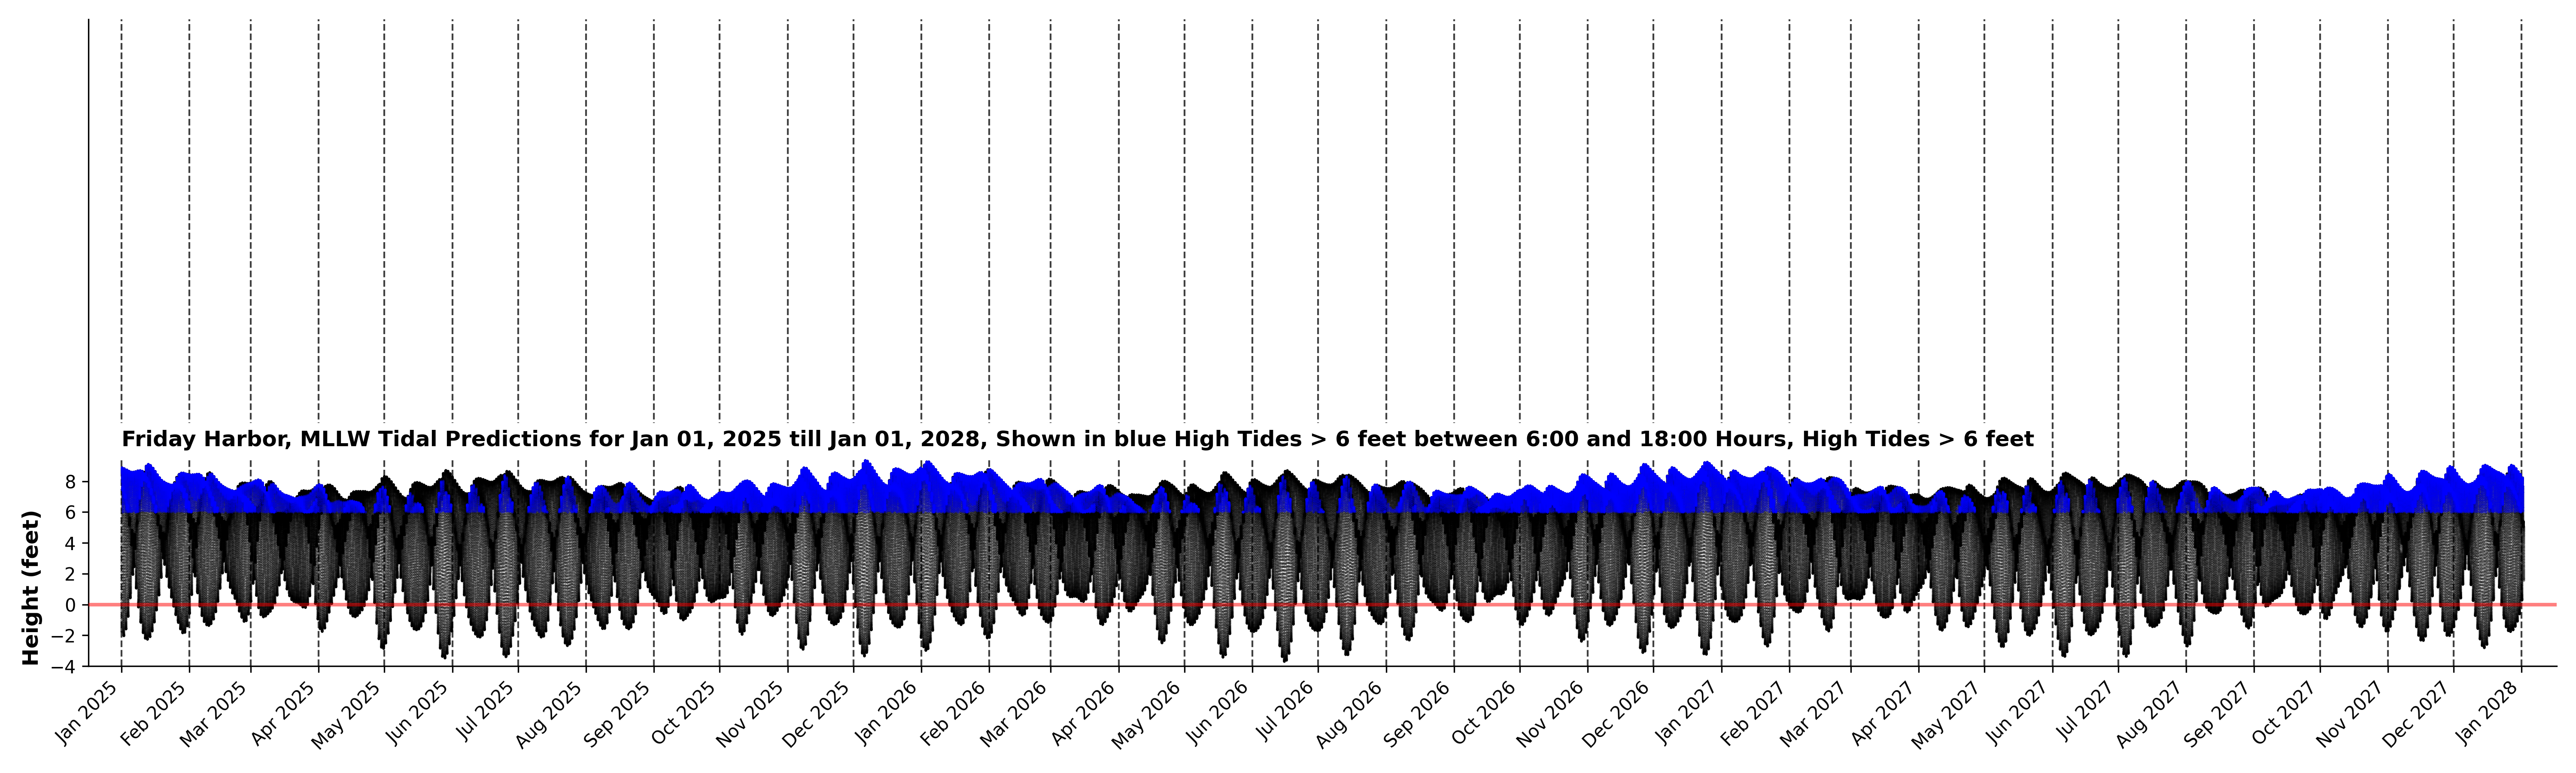 Friday Harbor, MLLW Tidal Predictions for Jan 01, 2025 till Jan 01, 2028, Shown in blue High Tides > 6 feet between 6:00 and 18:00 Hours, High Tides > 6 feet
Height (feet)
8
6
4
2
0
−2
−4
Jan 2025
Feb 2025
Mar 2025
Apr 2025
May 2025
Jun 2025
Jul 2025
Aug 2025
Sep 2025
Oct 2025
Nov 2025
Dec 2025
Jan 2026
Feb 2026
Mar 2026
Apr 2026
May 2026
Jun 2026
Jul 2026
Aug 2026
Sep 2026
Oct 2026
Nov 2026
Dec 2026
Jan 2027
Feb 2027
Mar 2027
Apr 2027
May 2027
Jun 2027
Jul 2027
Aug 2027
Sep 2027
Oct 2027
Nov 2027
Dec 2027
Jan 2028